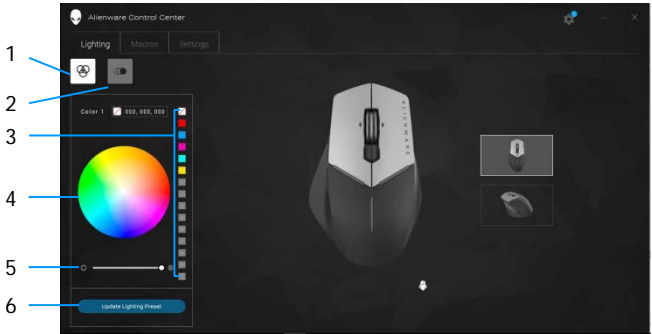 Alienware Control Center
Lighting Macros Settings
1
2
Color 1 000, 000, 000
3
ALIENWARE
4
5
6
Update Lighting Preset